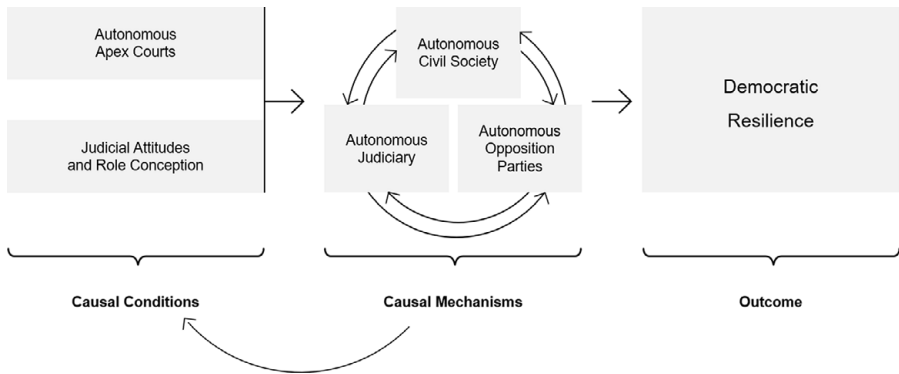 Autonomous
Apex Courts
Judicial Attitudes
and Role Conception
Autonomous
Civil Society
Autonomous
Judiciary
Autonomous
Opposition
Parties
Democratic
Resilience
Causal Conditions
Causal Mechanisms
Outcome